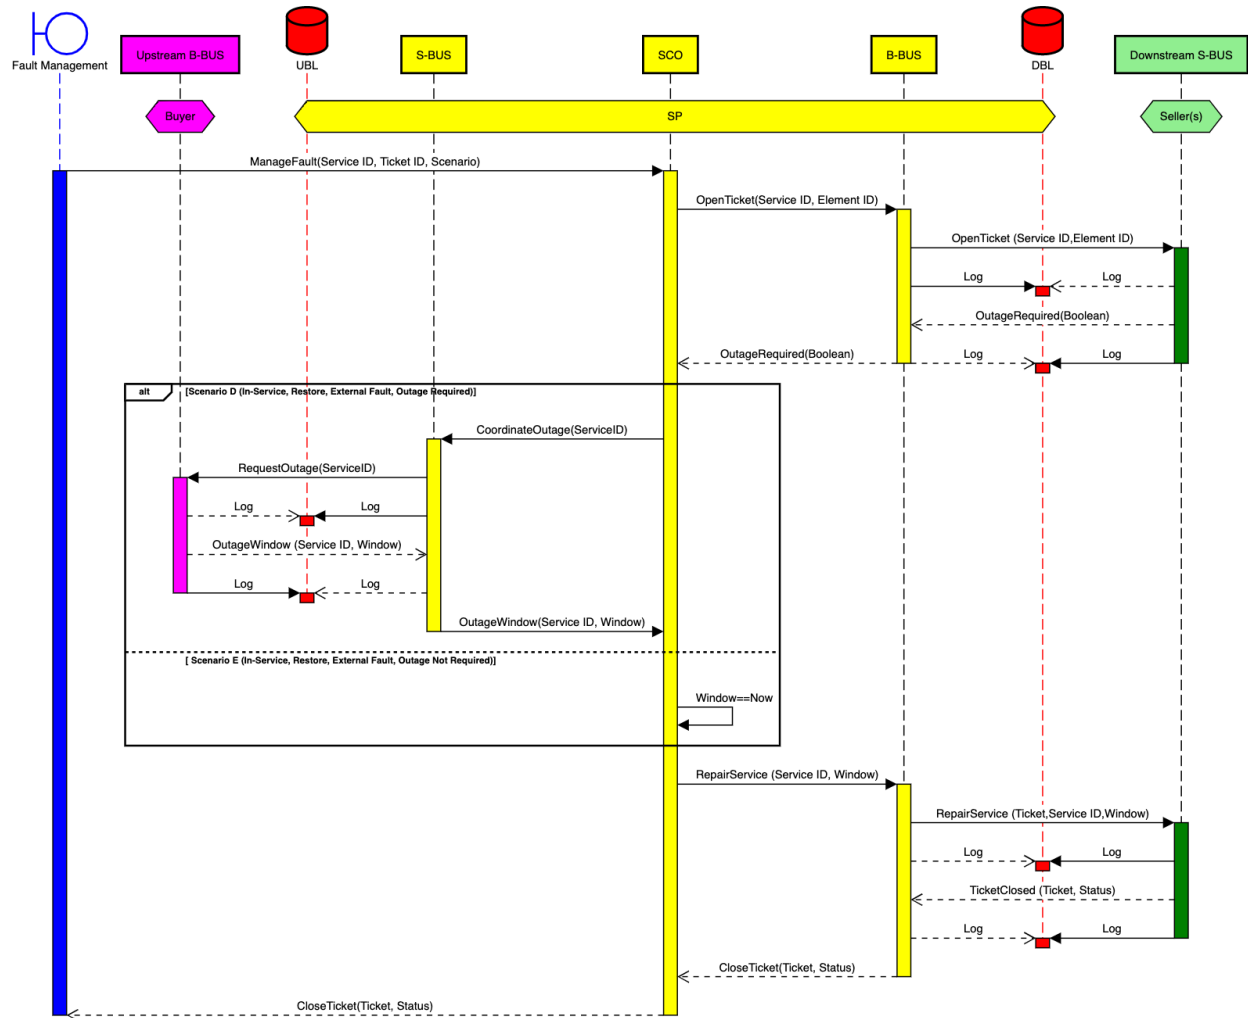 Fault Management
Upstream B-BUS
UBL
S-BUS
SCO
B-BUS
DBL
Downstream S-BUS
Buyer
SP
Seller(s)
ManageFault(Service ID, Ticket ID, Scenario)
OpenTicket(Service ID, Element ID)
OpenTicket (Service ID,Element ID)
Log
Log
OutageRequired(Boolean)
OutageRequired(Boolean)
Log
Log
alt
[Scenario D (In-Service, Restore, External Fault, Outage Required)]
CoordinateOutage(ServiceID)
RequestOutage(ServiceID)
Log
Log
OutageWindow (Service ID, Window)
Log
Log
OutageWindow(Service ID, Window)
[ Scenario E (In-Service, Restore, External Fault, Outage Not Required)]
Window==Now
RepairService (Service ID, Window)
RepairService (Ticket,Service ID,Window)
Log
Log
TicketClosed (Ticket, Status)
Log
Log
CloseTicket(Ticket, Status)
CloseTicket(Ticket, Status)